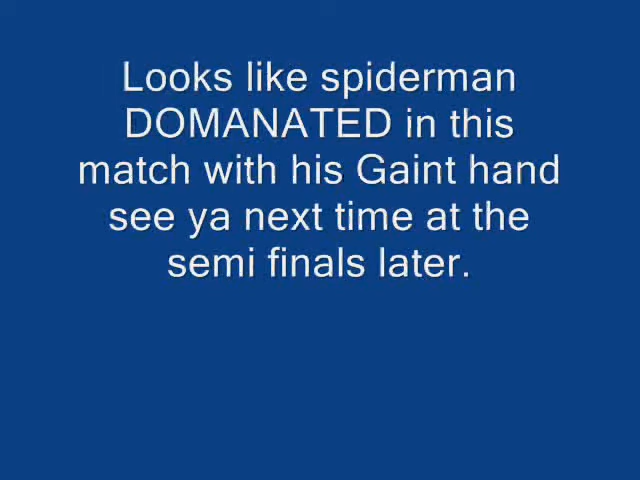 Looks like spiderman
DOMANATED in this
match with his Gaint hand
see ya next time at the
semi finals later.